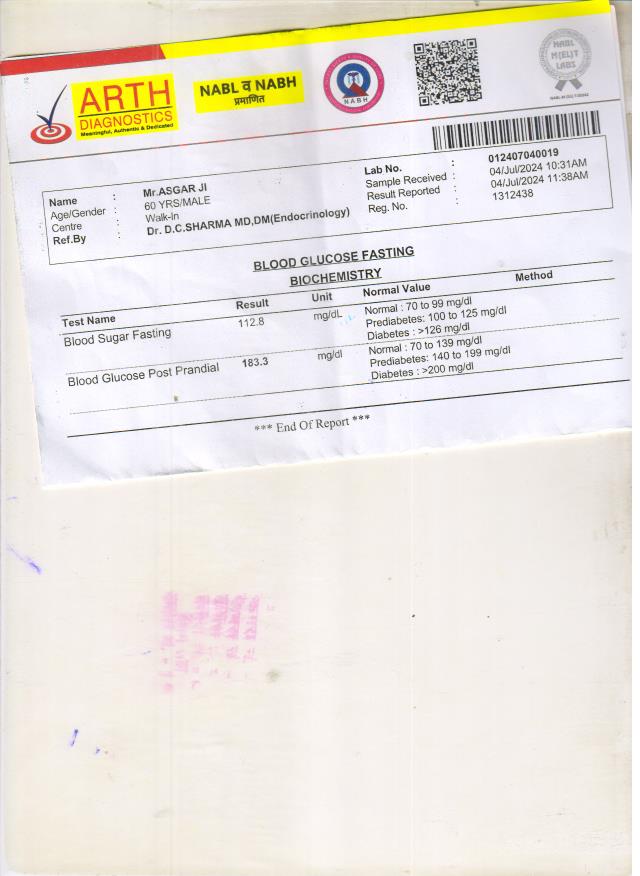 ARTH
DIAGNOSTICS
Meaningful, Authentic & Dedicated
NABL व NABH
प्रमाणित
NABH
NABL
M(EL)T
LABS
Name : Mr.ASGAR JI
Age/Gender : 60 YRS/MALE
Centre : Walk-In
Ref.By : Dr. D.C.SHARMA MD,DM(Endocrinology)
Lab No. : 012407040019
Sample Received : 04/Jul/2024 10:31AM
Result Reported : 04/Jul/2024 11:38AM
Reg. No. : 1312438
BLOOD GLUCOSE FASTING
BIOCHEMISTRY
Test Name Result Unit Normal Value Method
Blood Sugar Fasting 112.8 mg/dL Normal : 70 to 99 mg/dl
Prediabetes: 100 to 125 mg/dl
Diabetes : >126 mg/dl
Blood Glucose Post Prandial 183.3 mg/dl Normal : 70 to 139 mg/dl
Prediabetes: 140 to 199 mg/dl
Diabetes : >200 mg/dl
*** End Of Report ***